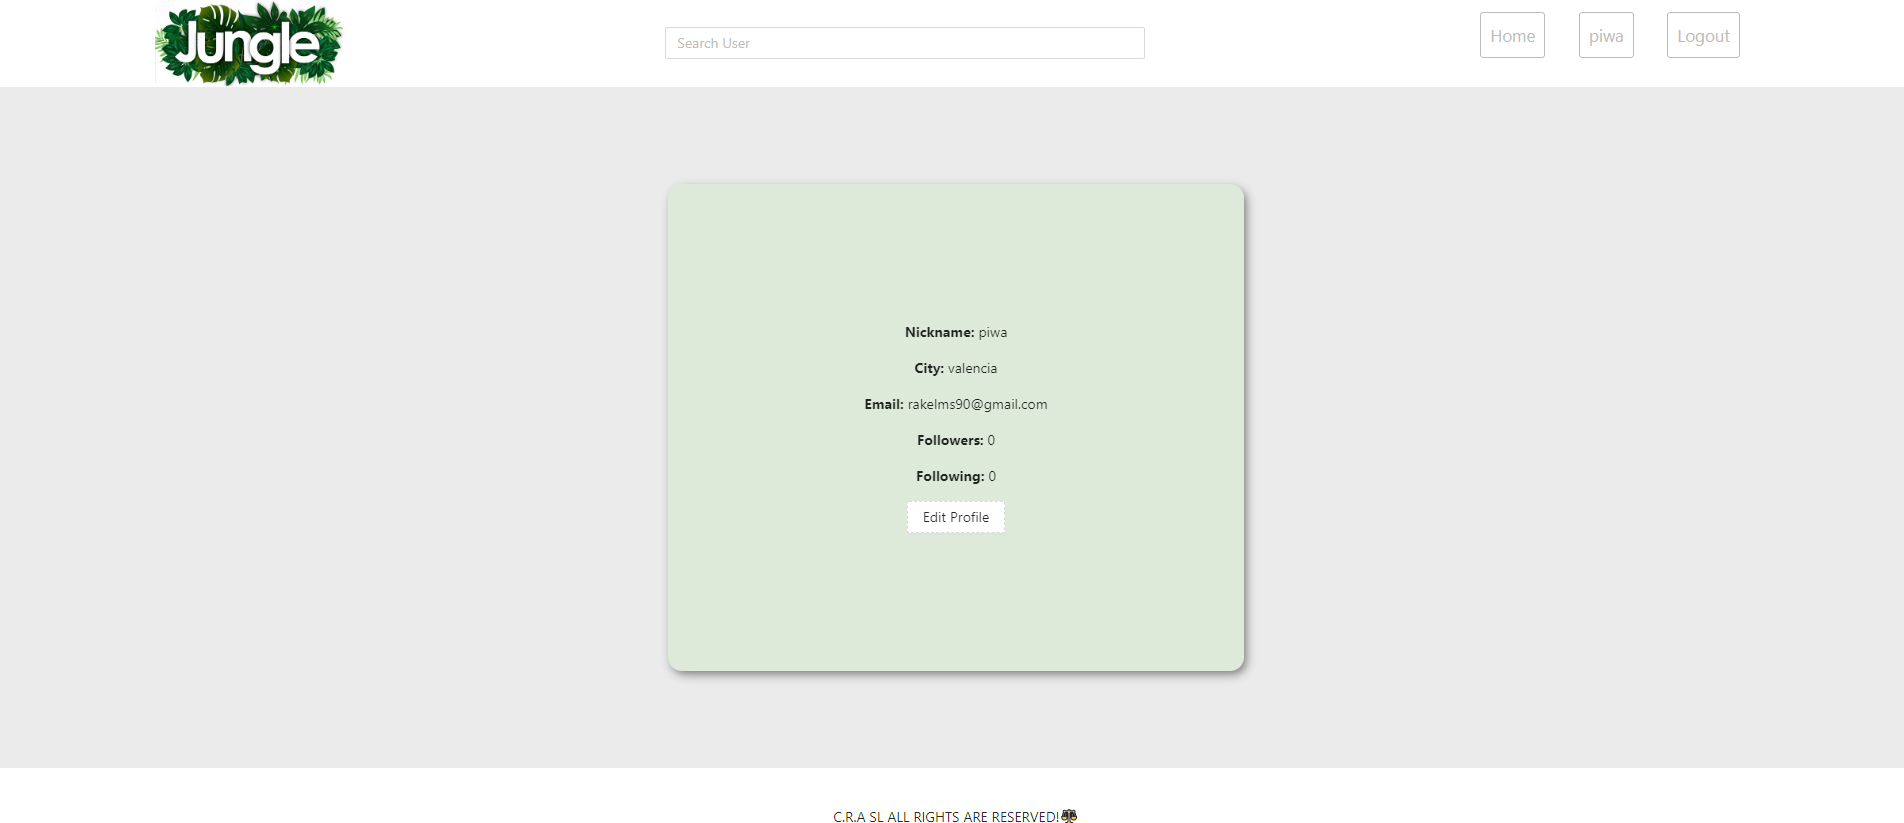 Jungle
Search User
Home
piwa
Logout
Nickname: piwa
City: valencia
Email: rakelms90@gmail.com
Followers: 0
Following: 0
Edit Profile
C.R.A SL ALL RIGHTS ARE RESERVED!